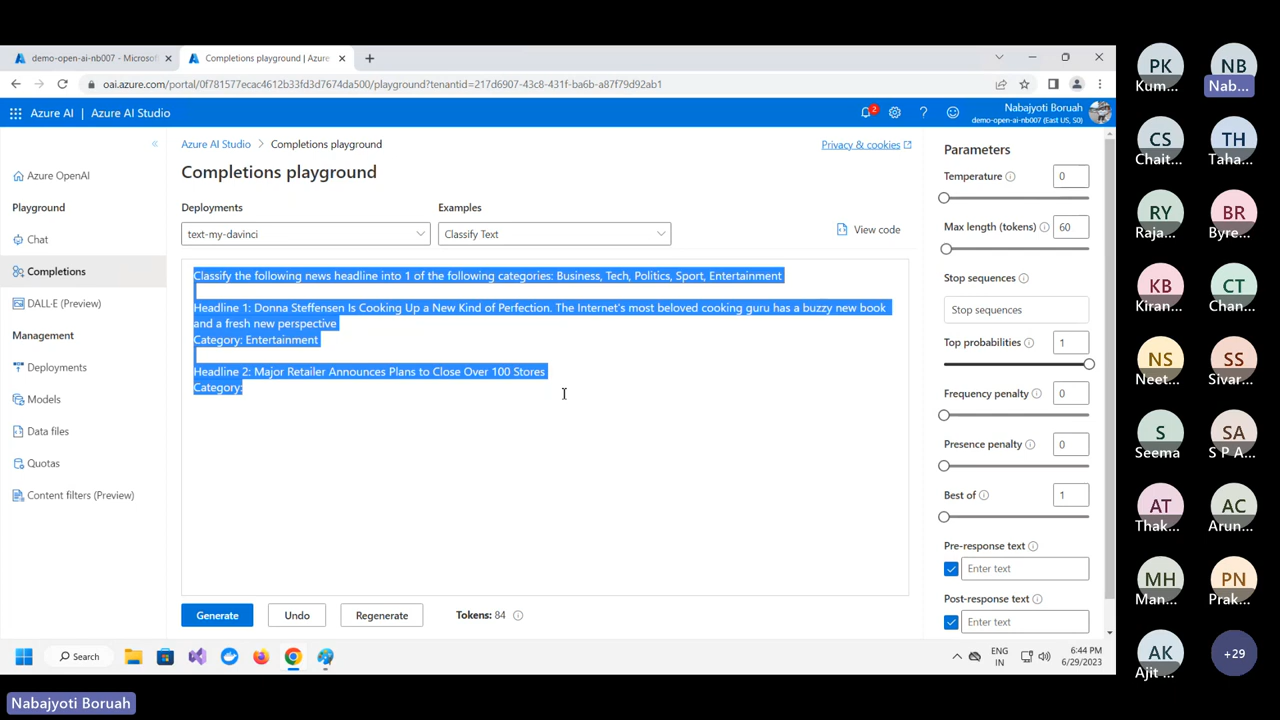 demo-open-ai-nb007 - Microsof
Completions playground | Azure
oai.azure.com/portal/0f781577ecac4612b33fd3d7674da500/playground?tenantid=217d6907-43c8-431f-ba6b-a87f79d92ab1
Azure AI | Azure AI Studio
2
Nabajyoti Boruah
demo-open-ai-nb007 (East US, S0)
Azure OpenAI
Playground
Chat
Completions
DALL·E (Preview)
Management
Deployments
Models
Data files
Quotas
Content filters (Preview)
Azure AI Studio > Completions playground
Privacy & cookies
Completions playground
Deployments
Examples
text-my-davinci
Classify Text
View code
Classify the following news headline into 1 of the following categories: Business, Tech, Politics, Sport, Entertainment
Headline 1: Donna Steffensen Is Cooking Up a New Kind of Perfection. The Internet's most beloved cooking guru has a buzzy new book
and a fresh new perspective
Category: Entertainment
Headline 2: Major Retailer Announces Plans to Close Over 100 Stores
Category:
Generate
Undo
Regenerate
Tokens: 84
Parameters
Temperature
0
Max length (tokens)
60
Stop sequences
Stop sequences
Top probabilities
1
Frequency penalty
0
Presence penalty
0
Best of
1
Pre-response text
Enter text
Post-response text
Enter text
Search
ENG
IN
6:44 PM
6/29/2023
PK
Kum...
NB
Nab...
CS
Chait...
TH
Taha...
RY
Raja...
BR
Byre...
KB
Kiran...
CT
Chan...
NS
Neet...
SS
Sivar...
S
Seema
SA
S P A...
AT
Thak...
AC
Arun...
MH
Man...
PN
Prak...
AK
Ajit ...
+29
Nabajyoti Boruah